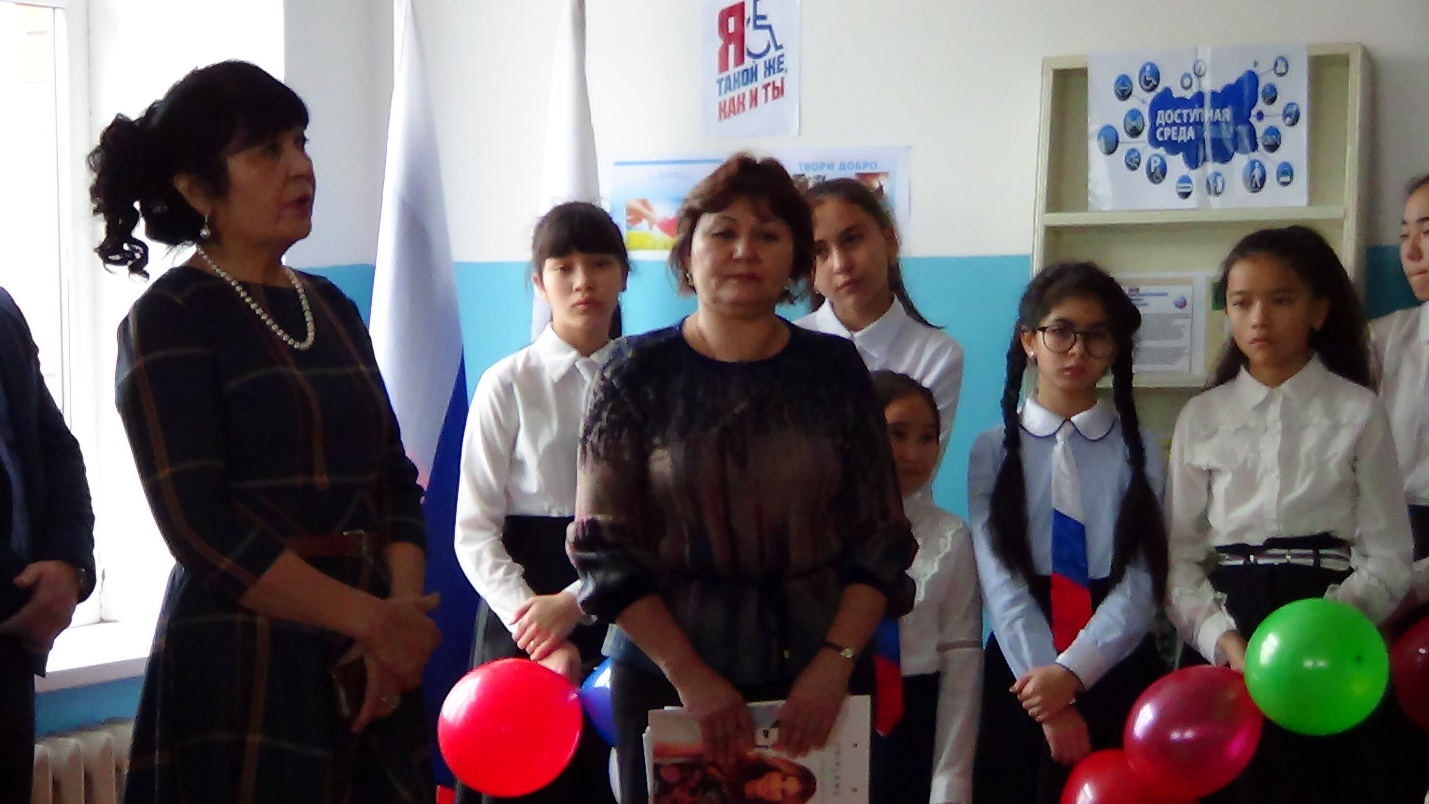 Я
ТАКОЙ ЖЕ,
КАК И ТЫ
ТВОРИ ДОБРО
ДОСТУПНАЯ
СРЕДА
P